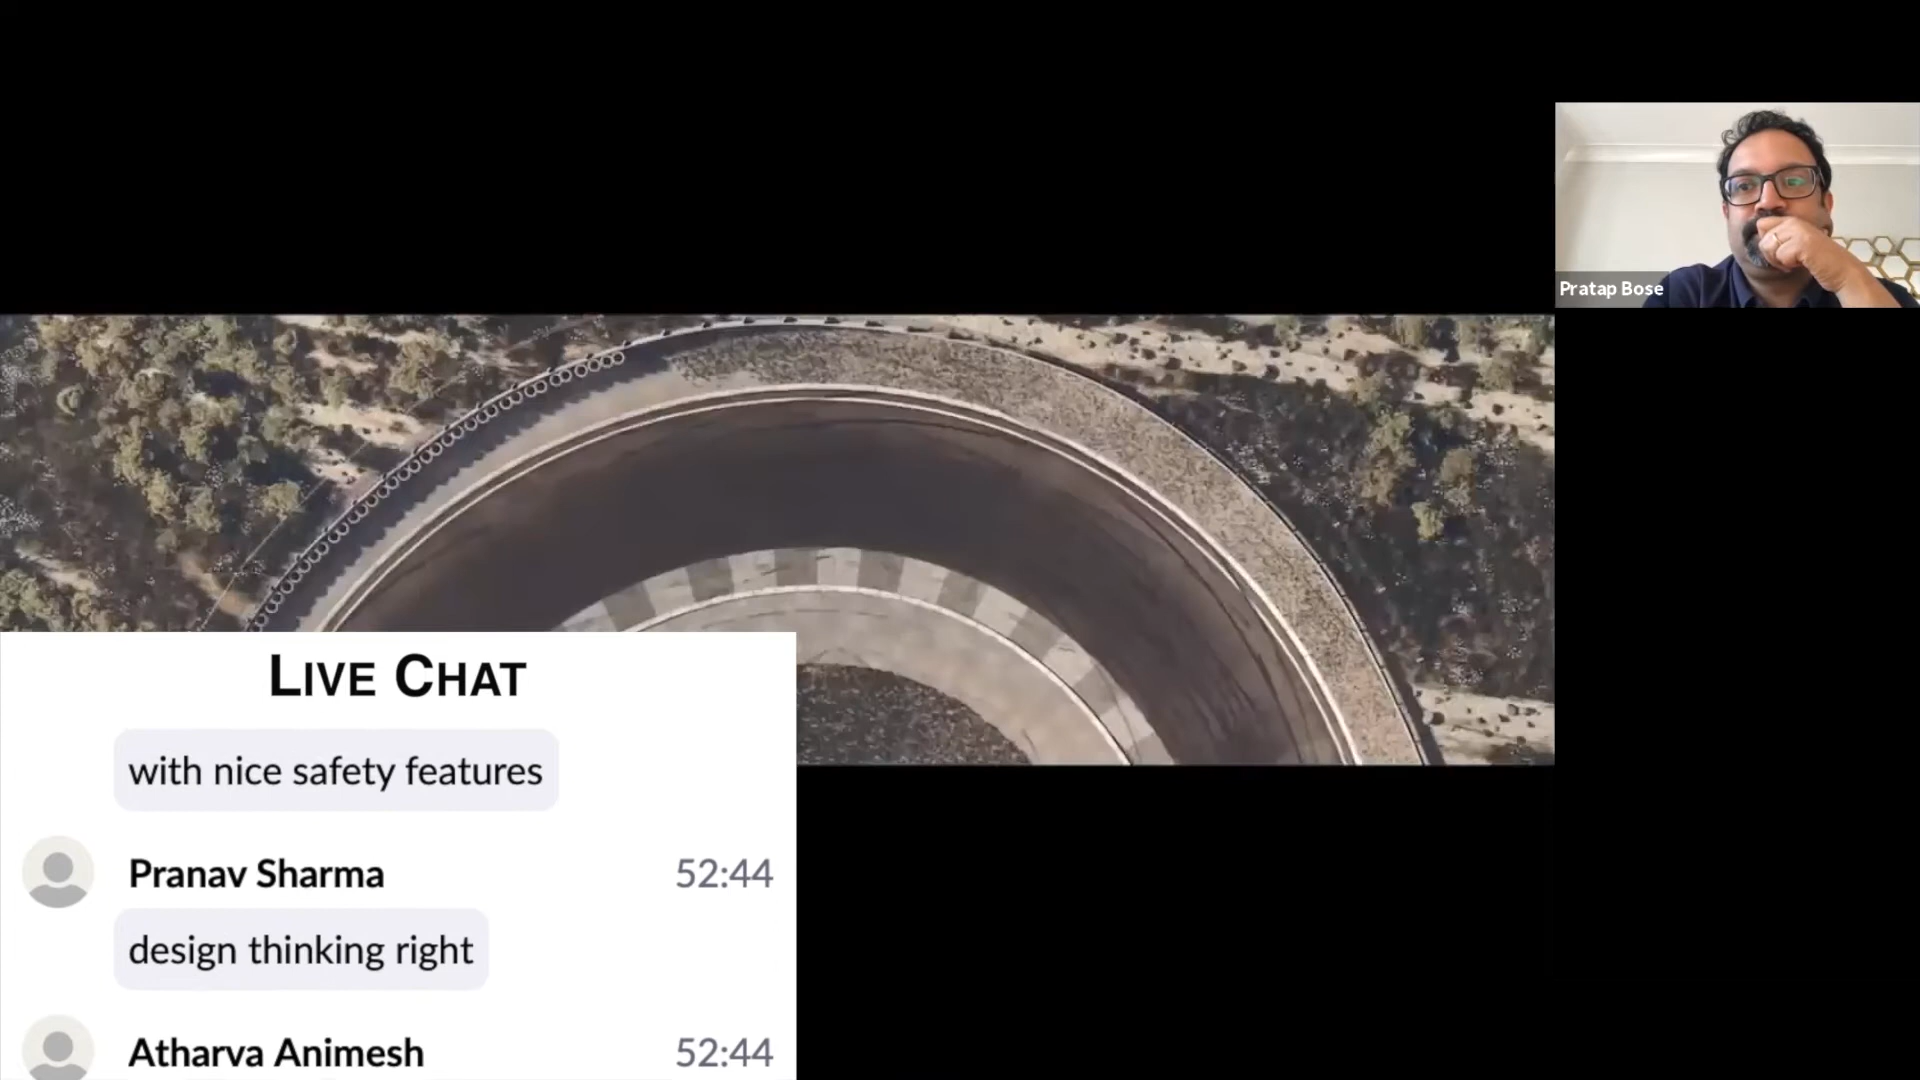 Pratap Bose
LIVE CHAT
with nice safety features
Pranav Sharma 52:44
design thinking right
Atharva Animesh 52:44